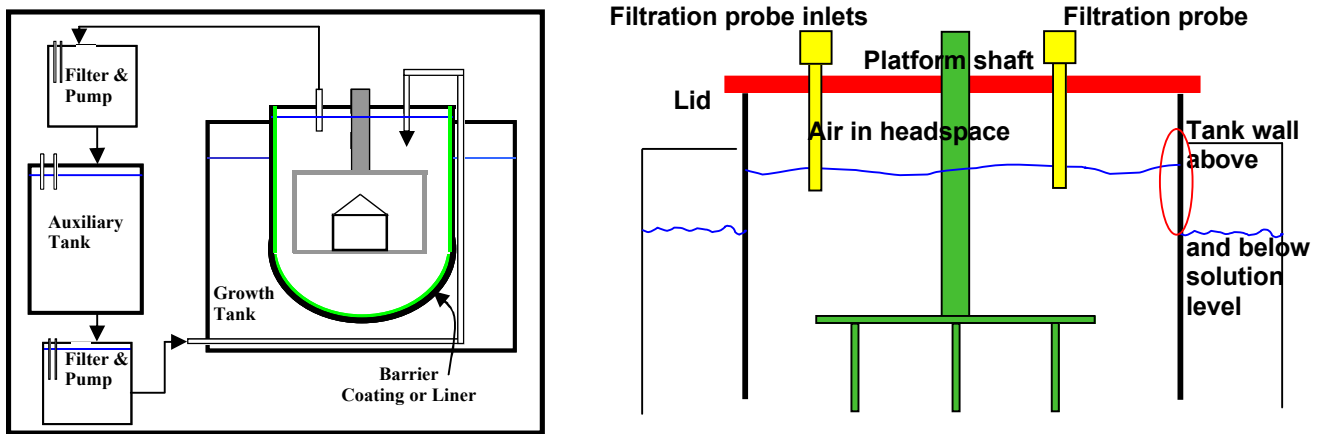 Filter &
Pump
Auxiliary
Tank
Filter &
Pump
Growth
Tank
Barrier
Coating or Liner
Filtration probe inlets
Filtration probe
Platform shaft
Lid
Air in headspace
Tank wall
above
and below
solution
level